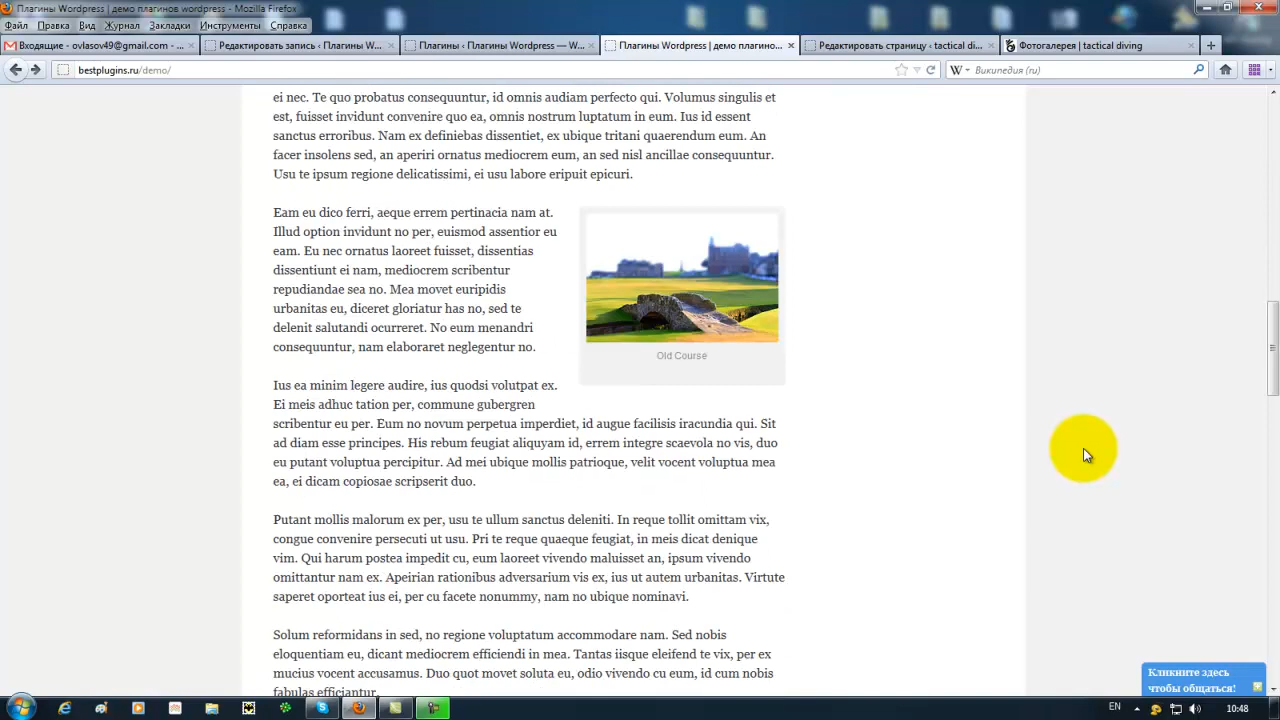 Плагины Wordpress | демо плагинов wordpress - Mozilla Firefox
Файл Правка Вид Журнал Закладки Инструменты Справка
Входящие - ovlasov49@gmail.com - ...
Редактировать запись ‹ Плагины W...
Плагины ‹ Плагины Wordpress — W...
Плагины Wordpress | демо плагино...
Редактировать страницу ‹ tactical di...
Фотогалерея | tactical diving
bestplugins.ru/demo/
W Википедия (ru)
ei nec. Te quo probatus consequuntur, id omnis audiam perfecto qui. Volumus singulis et
est, fuisset invidunt convenire quo ea, omnis nostrum luptatum in eum. Ius id essent
sanctus erroribus. Nam ex definiebas dissentiet, ex ubique tritani quaerendum eum. An
facer insolens sed, an aperiri ornatus mediocrem eum, an sed nisl ancillae consequuntur.
Usu te ipsum regione delicatissimi, ei usu labore eripuit epicuri.
Eam eu dico ferri, aeque errem pertinacia nam at.
Illud option invidunt no per, euismod assentior eu
eam. Eu nec ornatus laoreet fuisset, dissentias
dissentiunt ei nam, mediocrem scribentur
repudiandae sea no. Mea movet euripidis
urbanitas eu, diceret gloriatur has no, sed te
delenit salutandi ocurreret. No eum menandri
consequuntur, nam elaboraret neglegentur no.
Old Course
Ius ea minim legere audire, ius quodsi volutpat ex.
Ei meis adhuc tation per, commune gubergren
scribentur eu per. Eum no novum perpetua imperdiet, id augue facilisis iracundia qui. Sit
ad diam esse principes. His rebum feugiat aliquyam id, errem integre scaevola no vis, duo
eu putant voluptua percipitur. Ad mei ubique mollis patrioque, velit vocent voluptua mea
ea, ei dicam copiosae scripserit duo.
Putant mollis malorum ex per, usu te ullum sanctus deleniti. In reque tollit omittam vix,
congue convenire persecuti ut usu. Pri te reque quaeque feugiat, in meis dicat denique
vim. Qui harum postea impedit cu, eum laoreet vivendo maluisset an, ipsum vivendo
omittantur nam ex. Apeirian rationibus adversarium vis ex, ius ut autem urbanitas. Virtute
saperet oporteat ius ei, per cu facete nonummy, nam no ubique nominavi.
Solum reformidans in sed, no regione voluptatum accommodare nam. Sed nobis
eloquentiam eu, dicant mediocrem efficiendi in mea. Tantas iisque eleifend te vix, per ex
mucius vocent accusamus. Duo quot movet soluta eu, odio vivendo cu eum, id cum nobis
fabulas efficiantur.
Кликните здесь
чтобы общаться!
EN
10:48